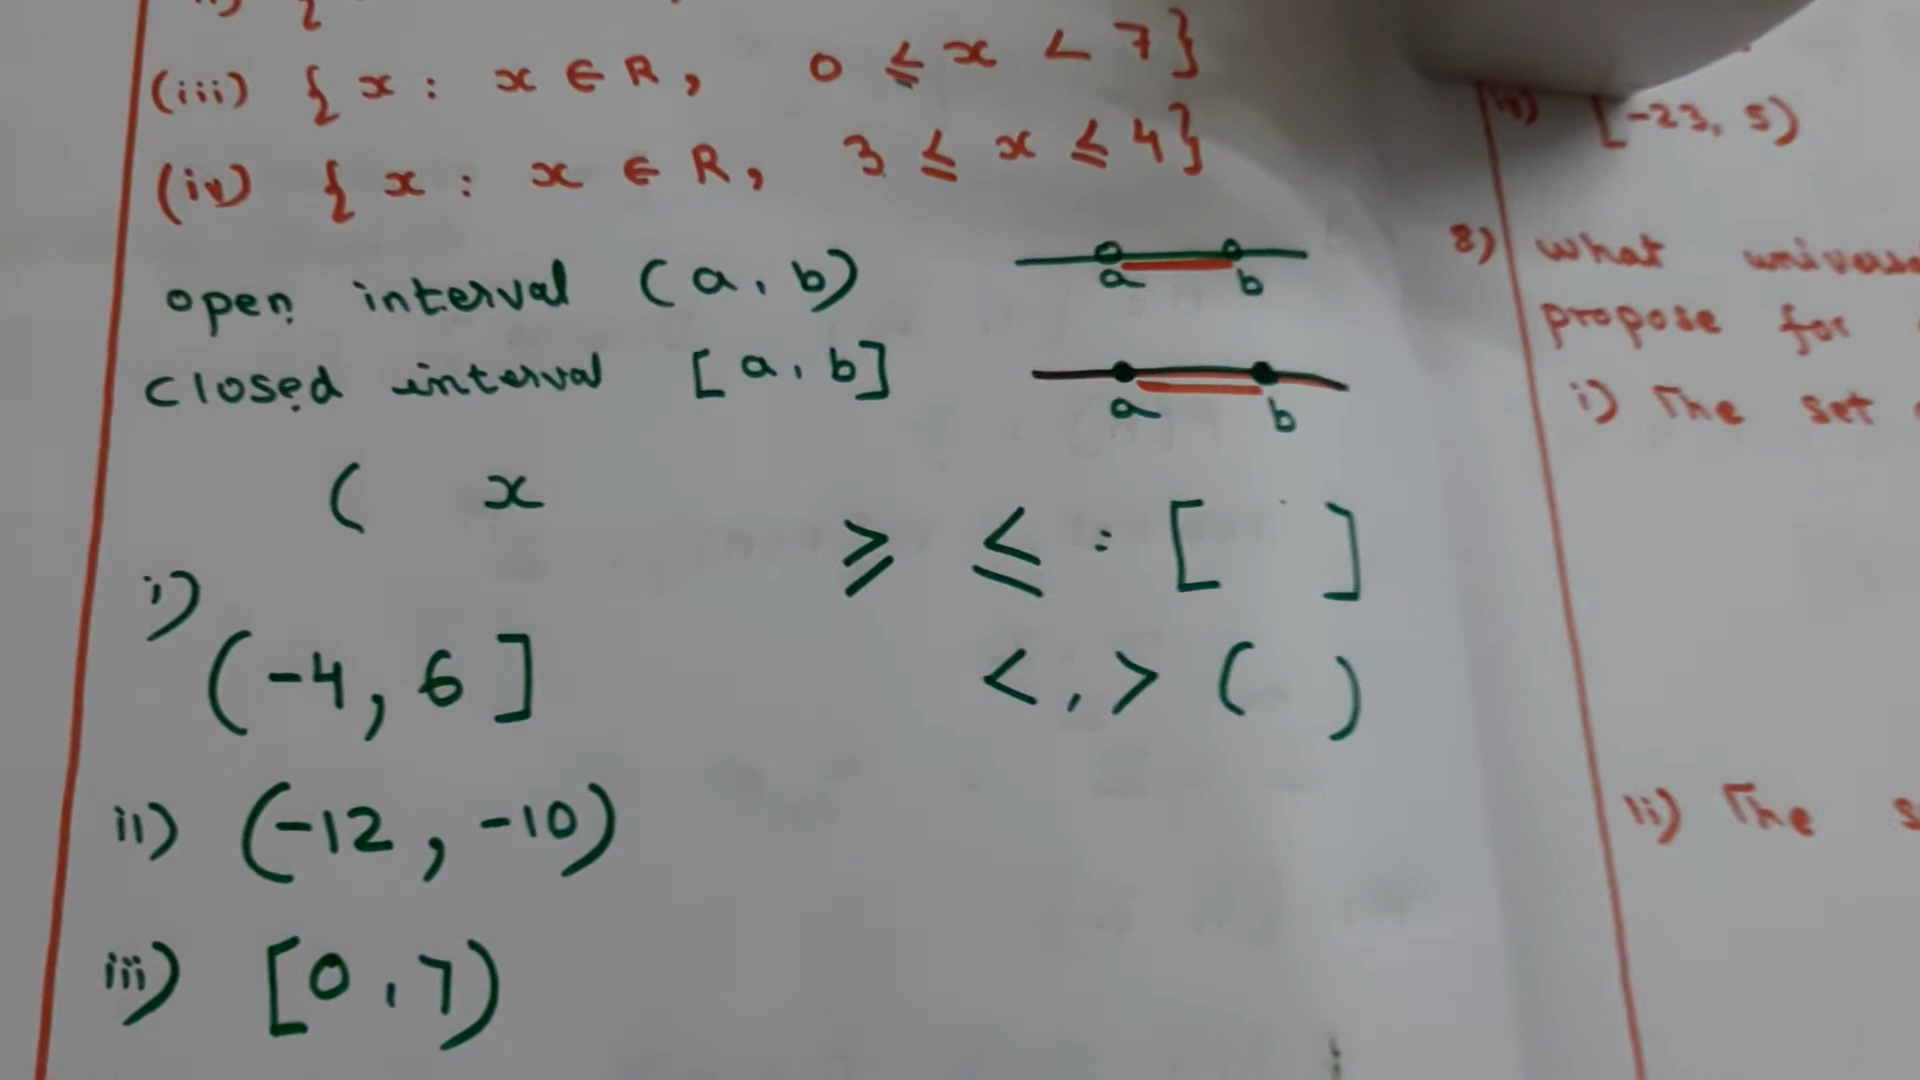 (iii) { x : x ∈ R, 0 ≤ x < 7}
(iv) { x : x ∈ R, 3 ≤ x ≤ 4}
open interval (a, b)
a b
closed interval [a, b]
a b
( x
≥ ≤ : [ ]
<, > ( )
i) (-4, 6]
ii) (-12, -10)
iii) [0, 7)
[-23, 5)
8) what
propose for
i) The set
ii) The